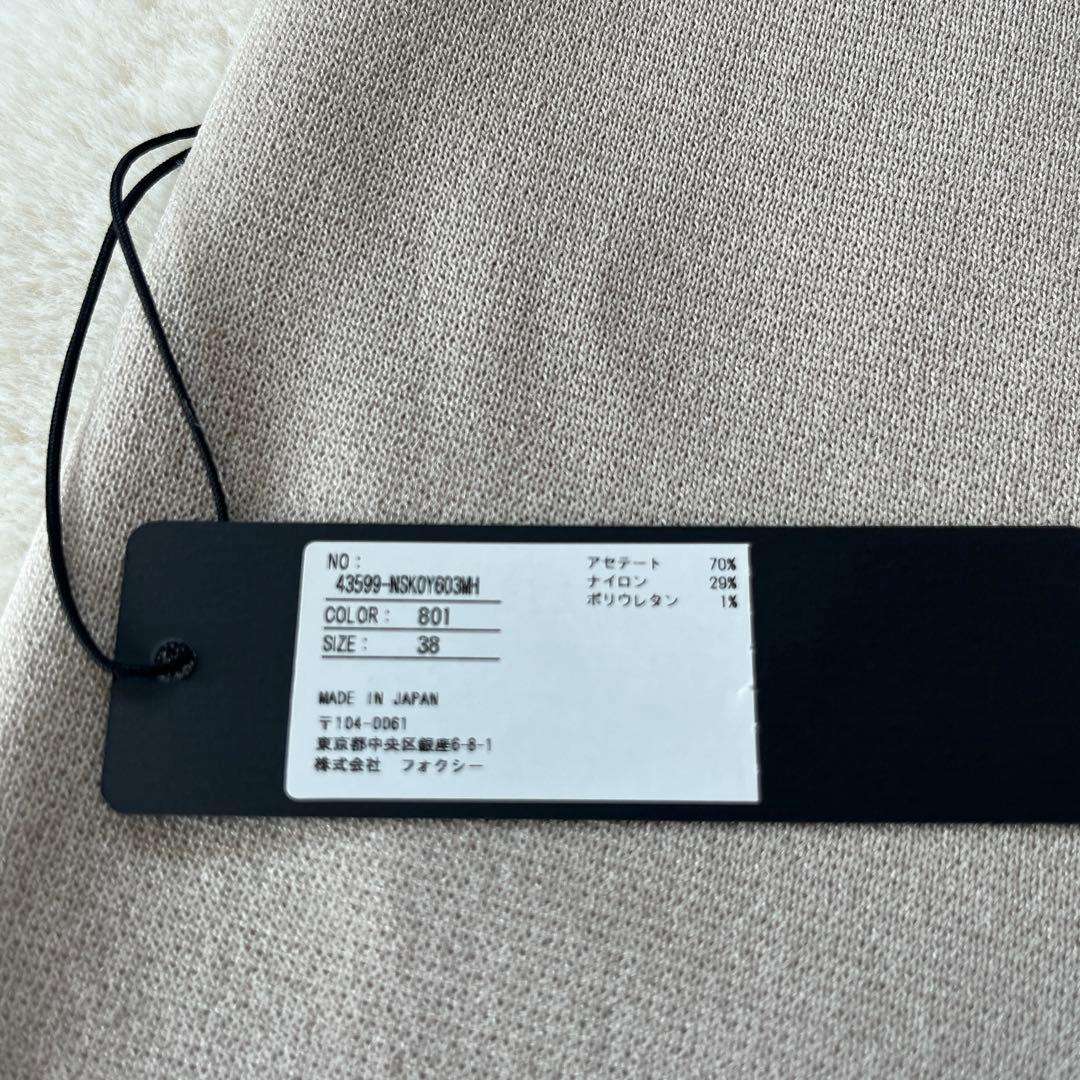 NO:
43599-NSK0Y603MH
COLOR: 801
SIZE: 38
アセテート 70%
ナイロン 29%
ポリウレタン 1%
MADE IN JAPAN
〒104-0061
東京都中央区銀座6-8-1
株式会社 フォクシー